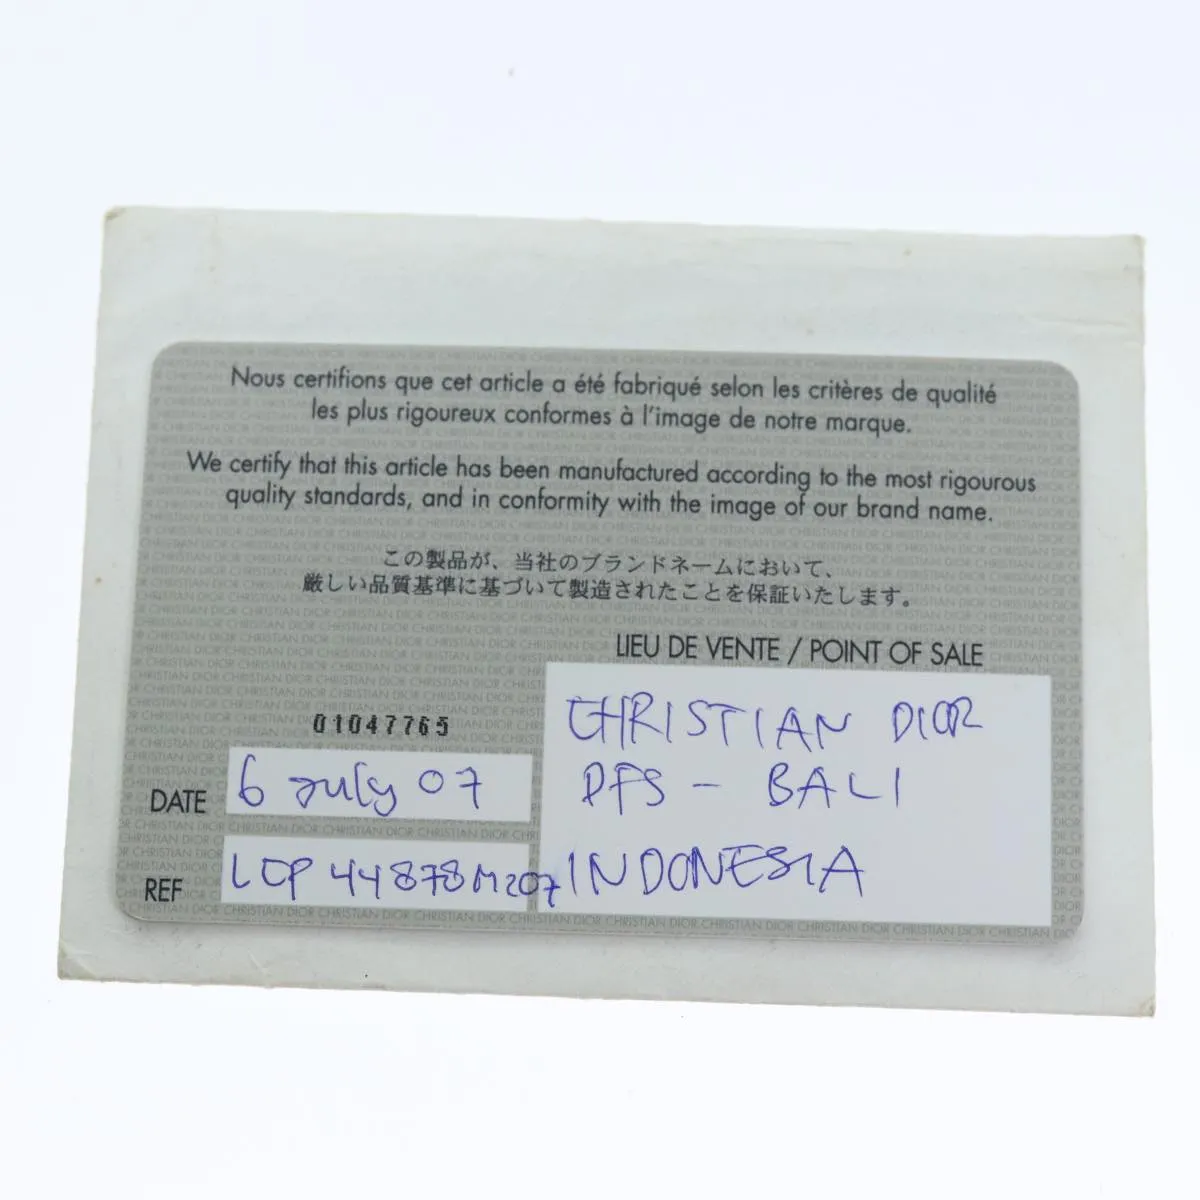 Nous certifions que cet article a été fabriqué selon les critères de qualité
les plus rigoureux conformes à l'image de notre marque.
We certify that this article has been manufactured according to the most rigourous
quality standards, and in conformity with the image of our brand name.
この製品が、当社のブランドネームにおいて、
厳しい品質基準に基づいて製造されたことを保証いたします。
LIEU DE VENTE / POINT OF SALE
CHRISTIAN DIOR
DFS - BALI
INDONESIA
01047765
DATE 6 July 07
REF LCP 44878M207